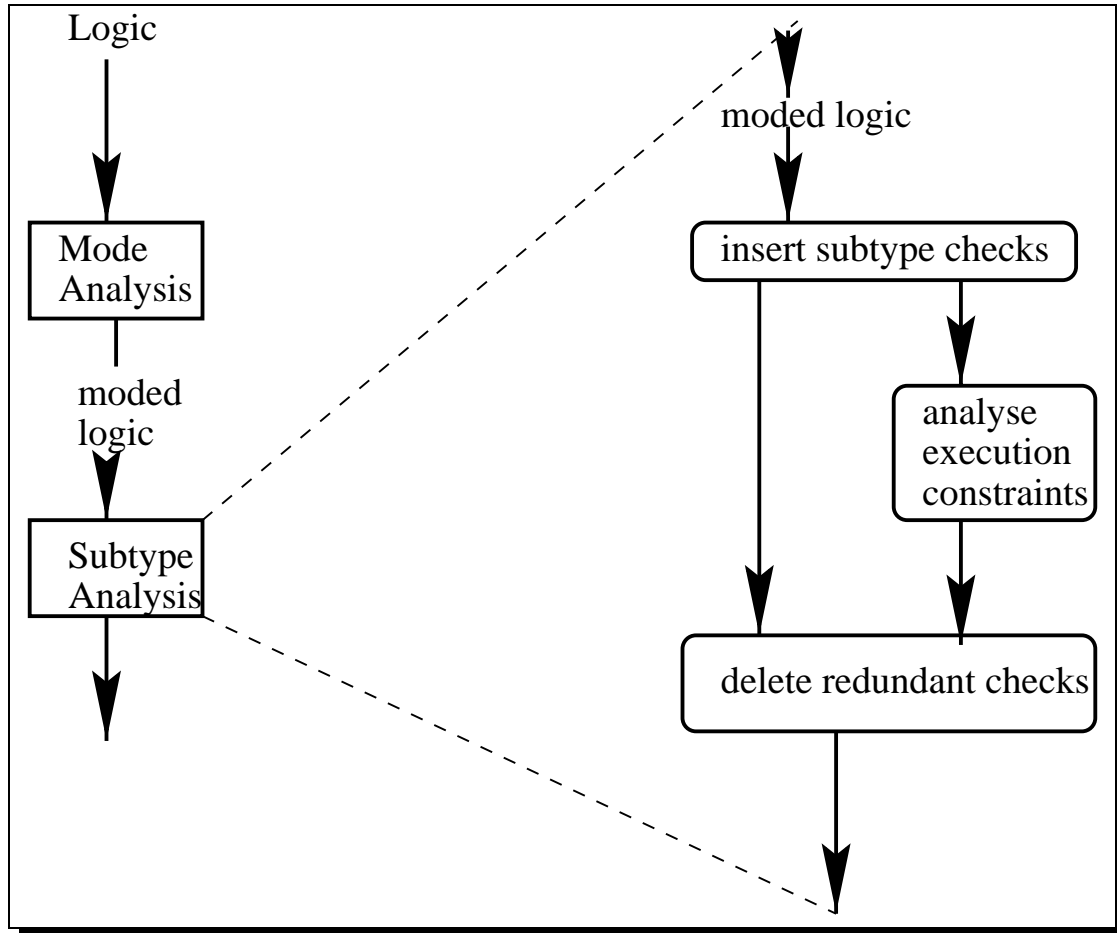 Logic
Mode
Analysis
moded
logic
Subtype
Analysis
moded logic
insert subtype checks
analyse
execution
constraints
delete redundant checks